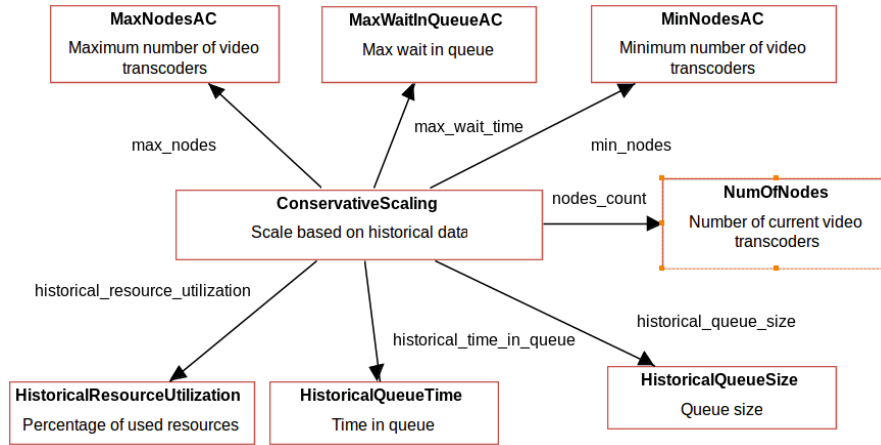 MaxNodesAC
Maximum number of video
transcoders
MaxWaitInQueueAC
Max wait in queue
MinNodesAC
Minimum number of video
transcoders
max_nodes
max_wait_time
min_nodes
ConservativeScaling
Scale based on historical data
nodes_count
NumOfNodes
Number of current video
transcoders
historical_resource_utilization
historical_time_in_queue
historical_queue_size
HistoricalResourceUtilization
Percentage of used resources
HistoricalQueueTime
Time in queue
HistoricalQueueSize
Queue size